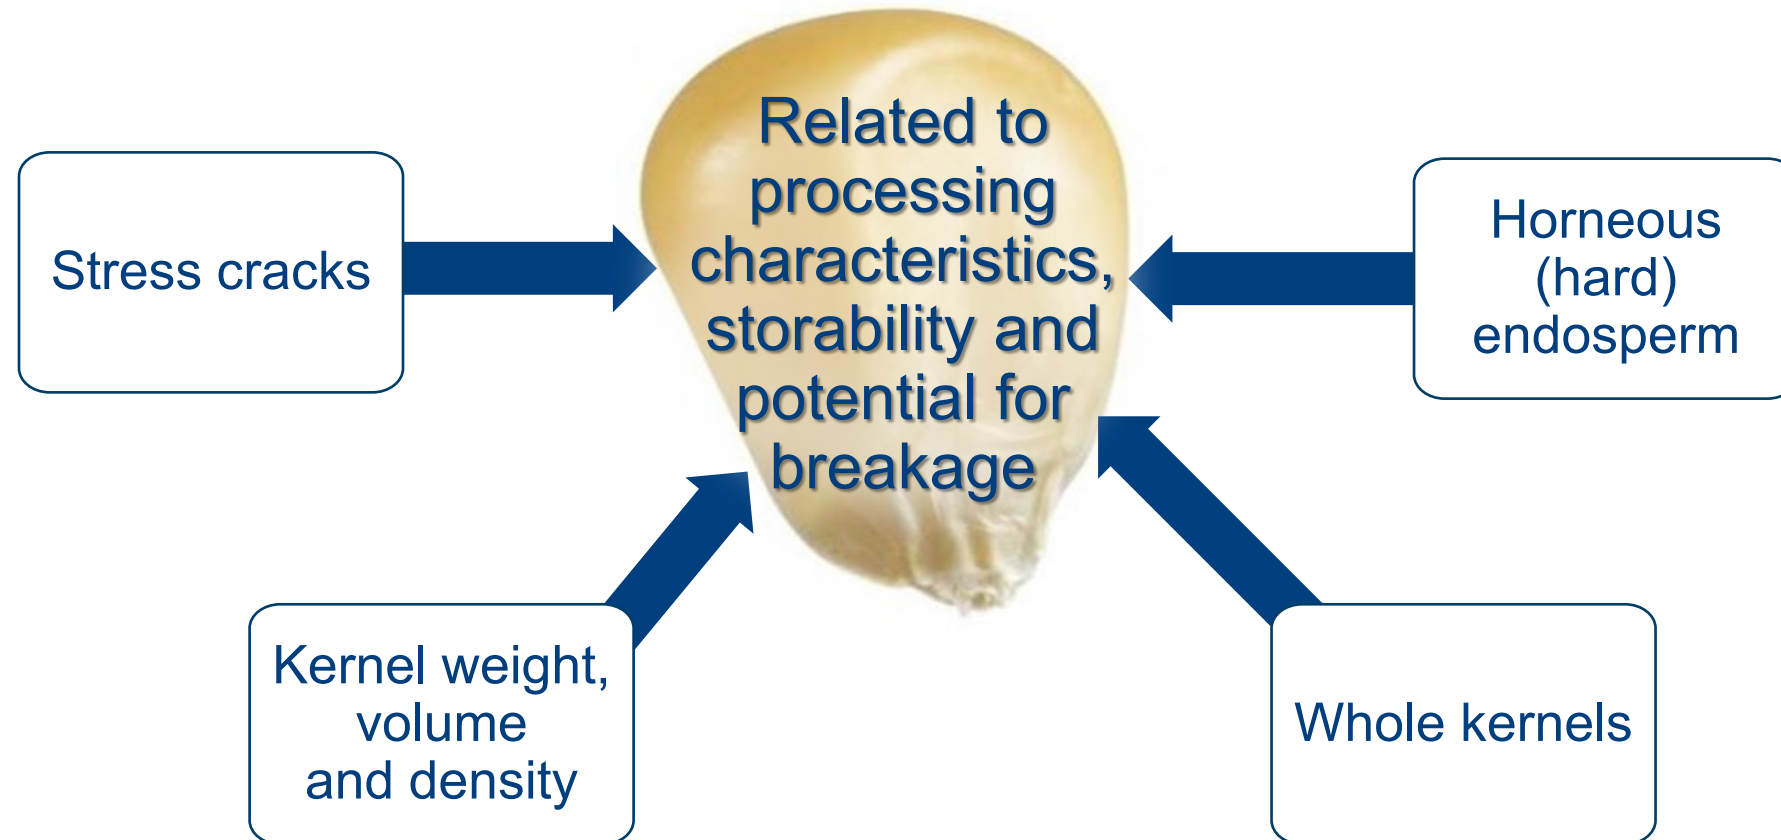 Related to
processing
characteristics,
storability and
potential for
breakage
Stress cracks
Horneous
(hard)
endosperm
Kernel weight,
volume
and density
Whole kernels